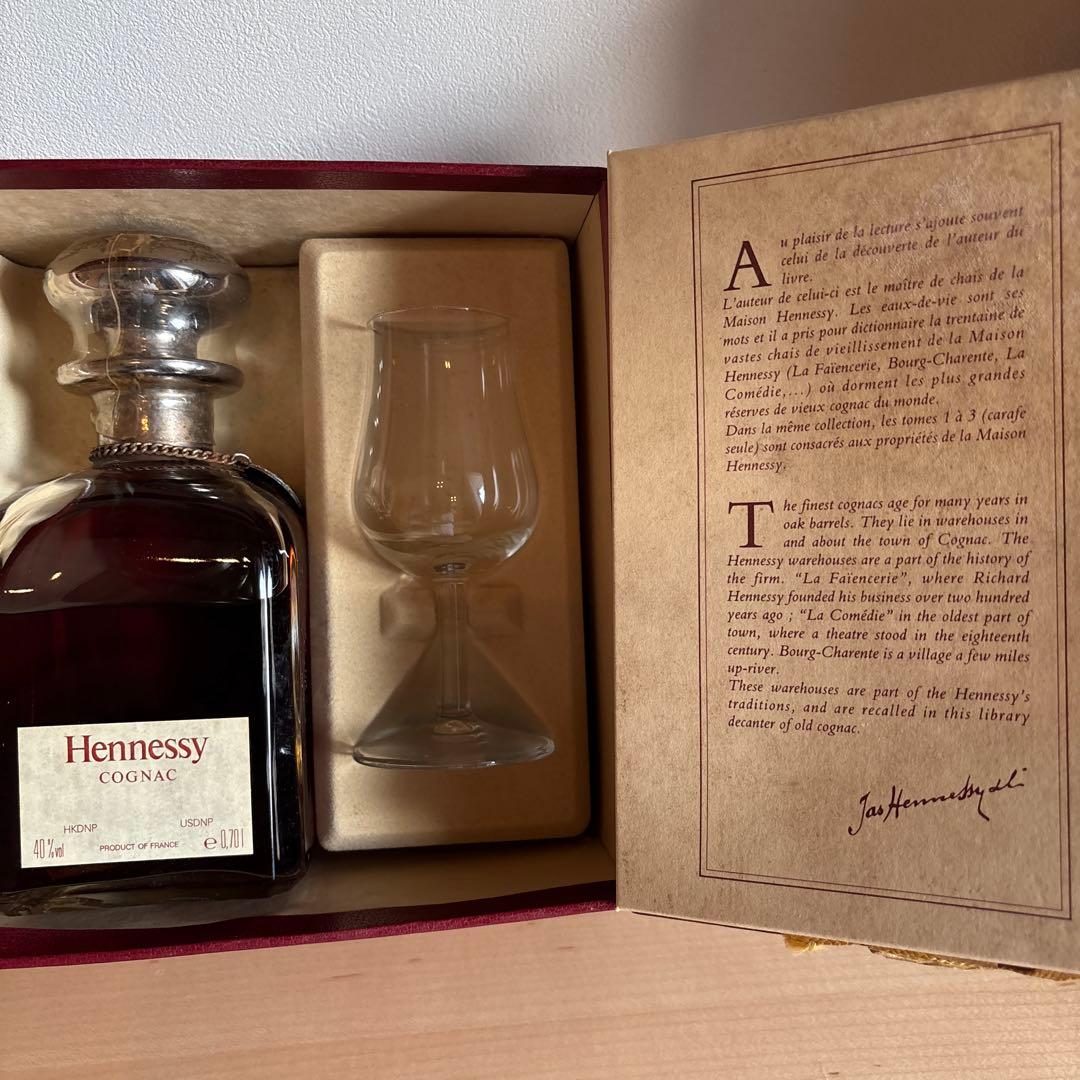 Hennessy
COGNAC
HKDNP USDNP
40%vol PRODUCT OF FRANCE e 0,70 l
Au plaisir de la lecture s'ajoute souvent
celui de la découverte de l'auteur du
livre.
L'auteur de celui-ci est le maître de chais de la
Maison Hennessy. Les eaux-de-vie sont ses
mots et il a pris pour dictionnaire la trentaine de
vastes chais de vieillissement de la Maison
Hennessy (La Faïencerie, Bourg-Charente, La
Comédie,...) où dorment les plus grandes
réserves de vieux cognac du monde.
Dans la même collection, les tomes 1 à 3 (carafe
seule) sont consacrés aux propriétés de la Maison
Hennessy.
The finest cognacs age for many years in
oak barrels. They lie in warehouses in
and about the town of Cognac. The
Hennessy warehouses are a part of the history of
the firm. “La Faïencerie”, where Richard
Hennessy founded his business over two hundred
years ago ; “La Comédie” in the oldest part of
town, where a theatre stood in the eighteenth
century. Bourg-Charente is a village a few miles
up-river.
These warehouses are part of the Hennessy's
traditions, and are recalled in this library
decanter of old cognac.
Jas Hennessy